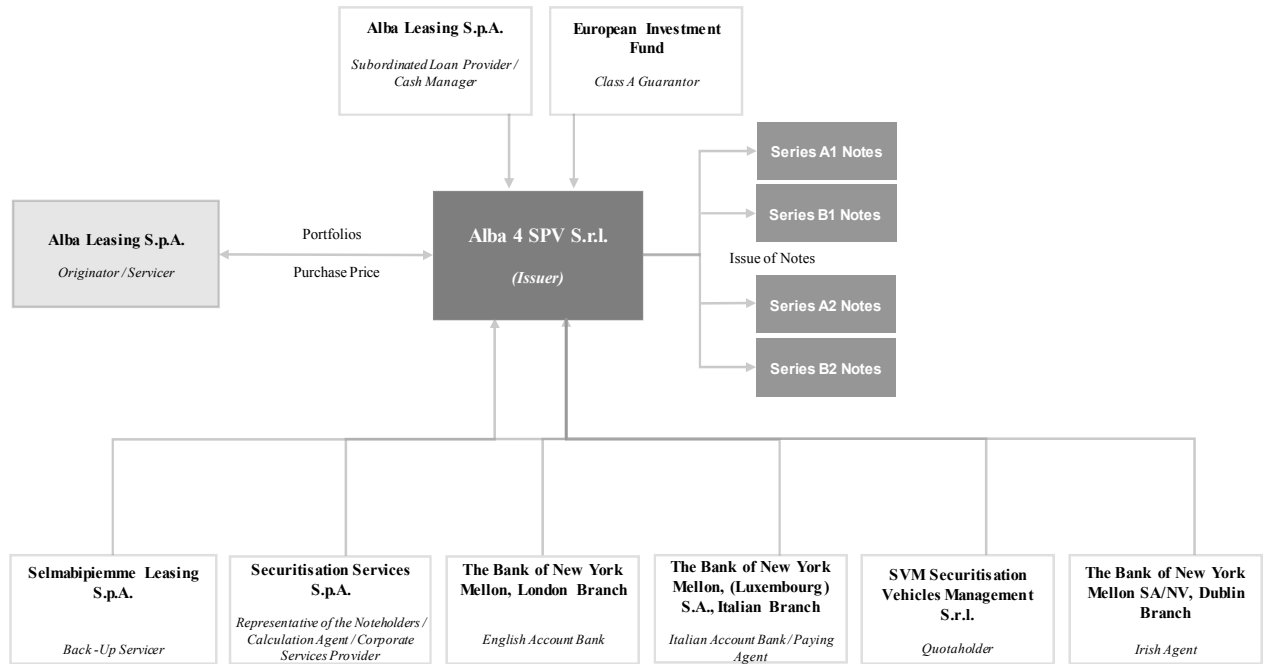 Alba Leasing S.p.A.
Subordinated Loan Provider /
Cash Manager
European Investment
Fund
Class A Guarantor
Series A1 Notes
Series B1 Notes
Alba Leasing S.p.A.
Originator / Servicer
Portfolios
Purchase Price
Alba 4 SPV S.r.l.
(Issuer)
Issue of Notes
Series A2 Notes
Series B2 Notes
Selmabipiemme Leasing
S.p.A.
Back -Up Servicer
Securitisation Services
S.p.A.
Representative of the Noteholders /
Calculation Agent / Corporate
Services Provider
The Bank of New York
Mellon, London Branch
English Account Bank
The Bank of New York
Mellon, (Luxembourg)
S.A., Italian Branch
Italian Account Bank / Paying
Agent
SVM Securitisation
Vehicles Management
S.r.l.
Quotaholder
The Bank of New York
Mellon SA/NV, Dublin
Branch
Irish Agent